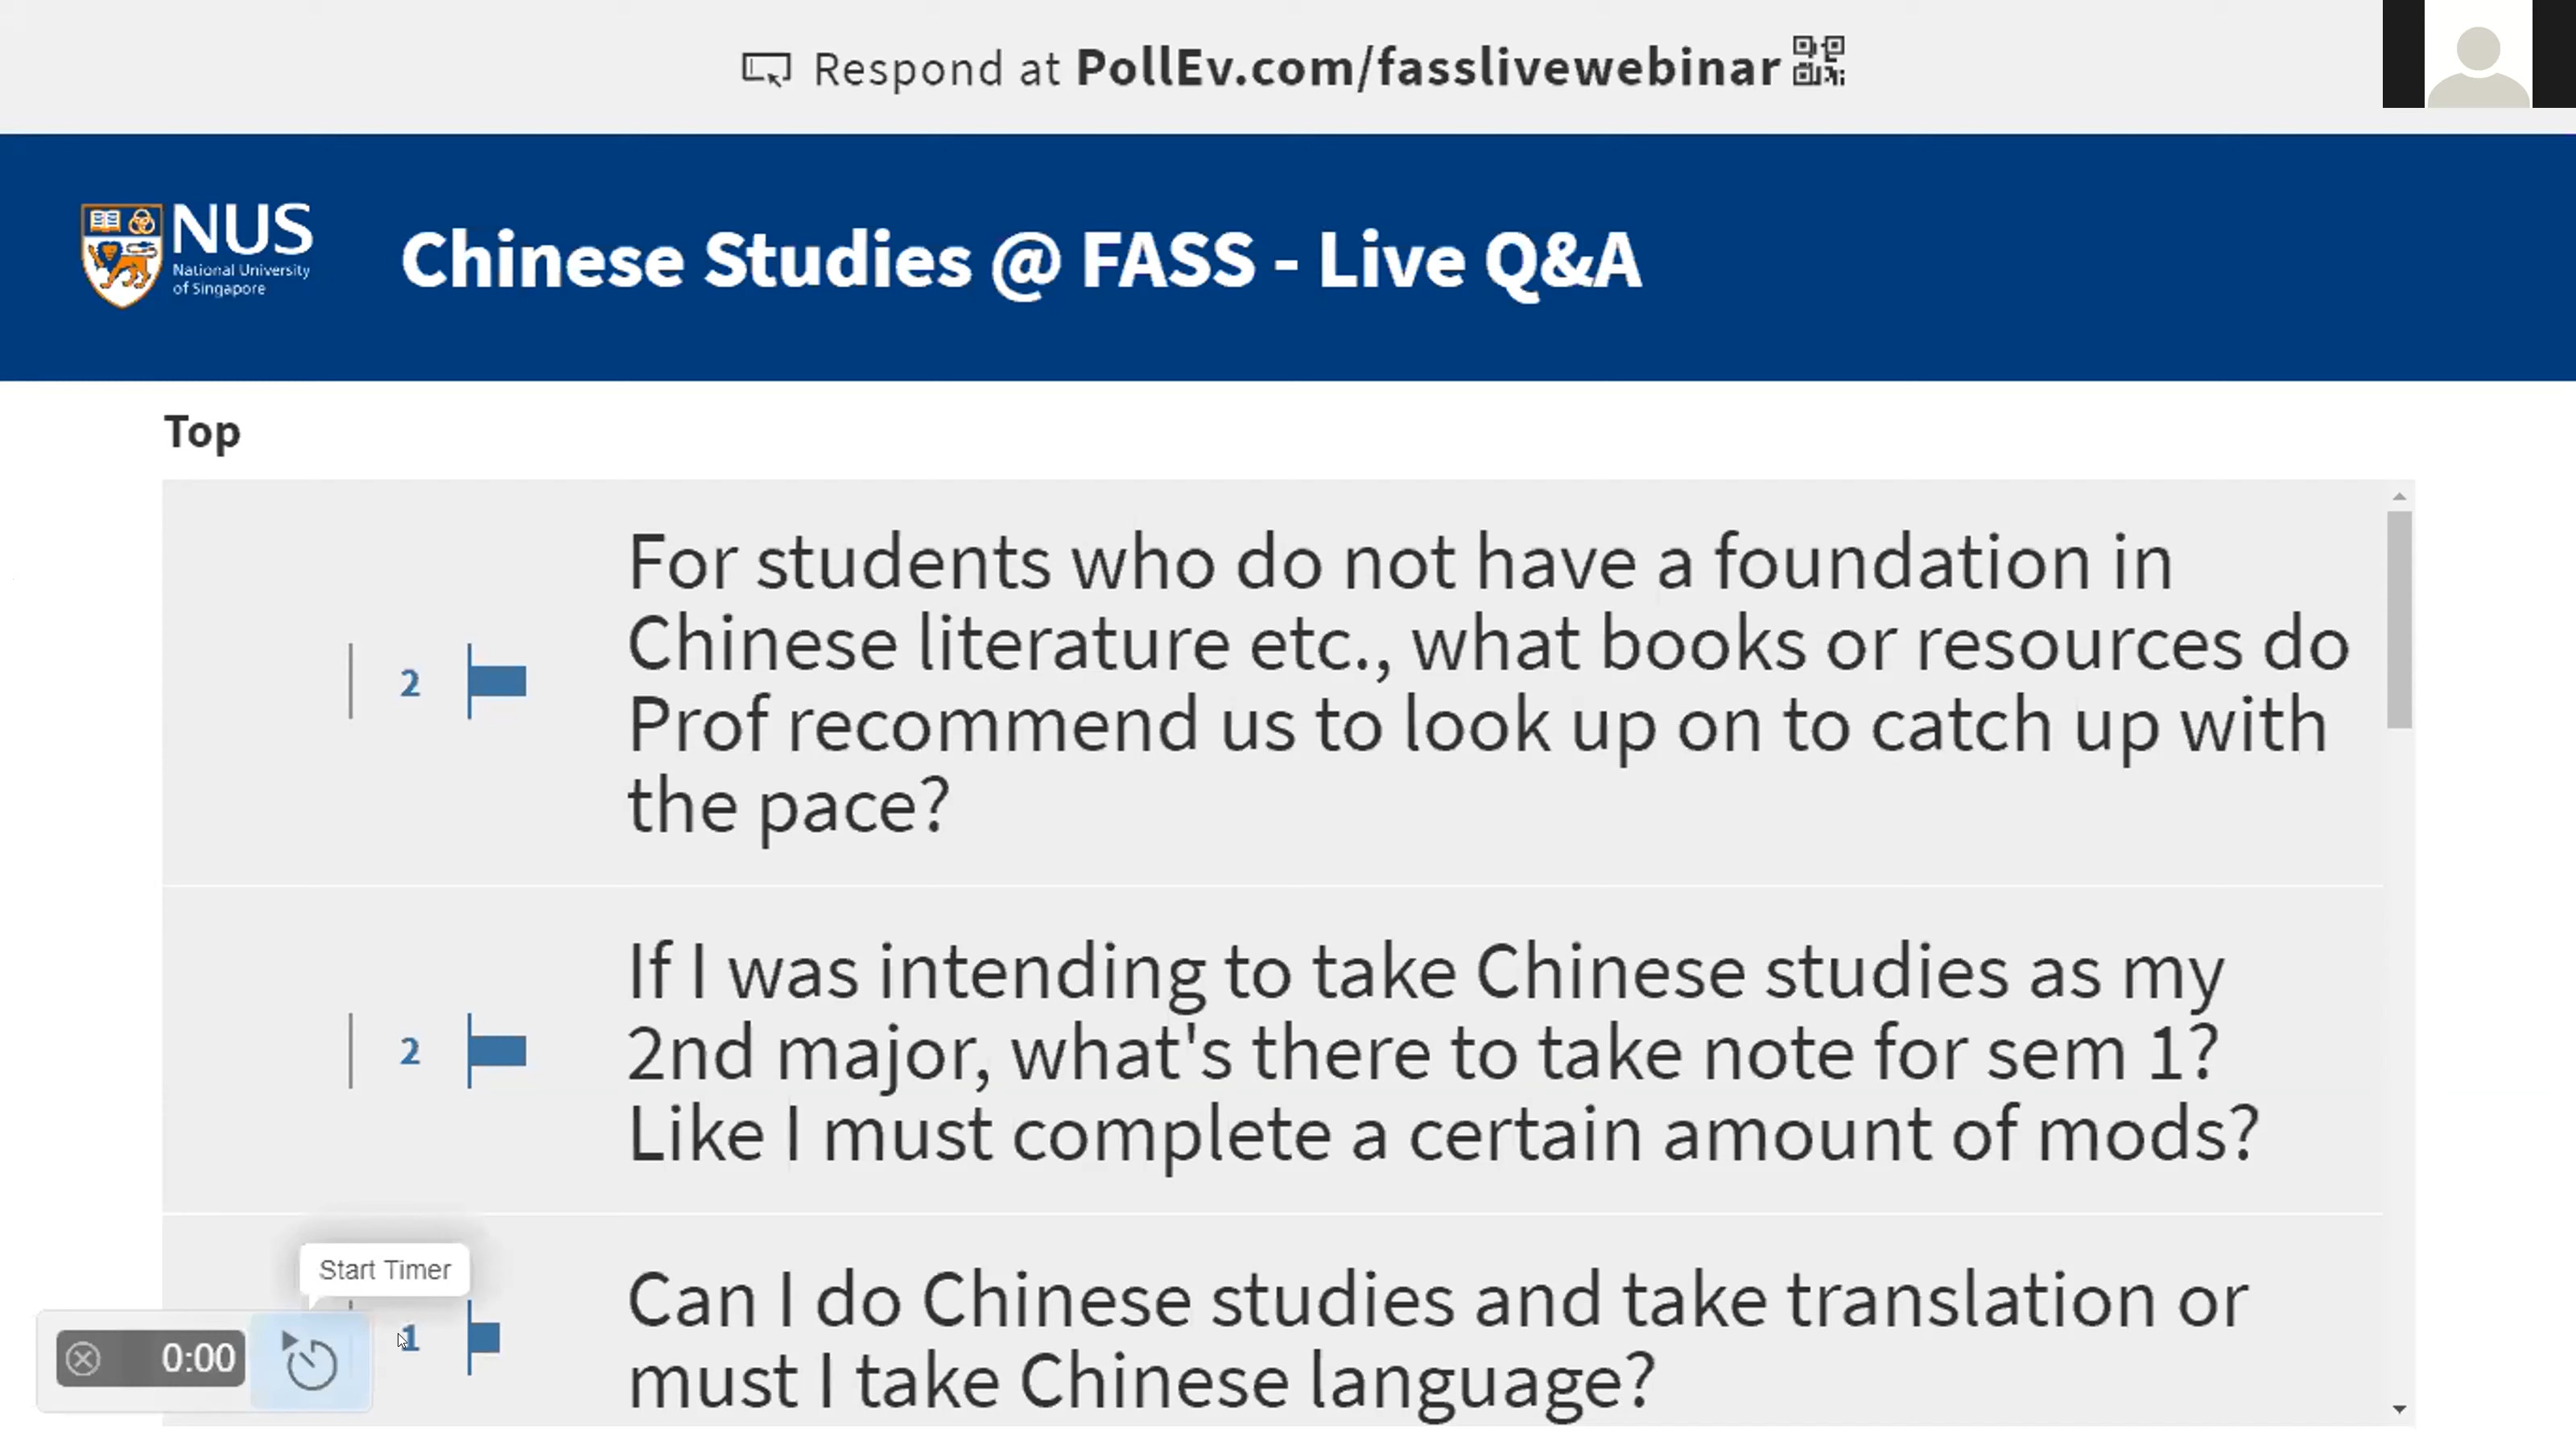 Respond at PollEv.com/fasslivewebinar
NUS
National University
of Singapore
Chinese Studies @ FASS - Live Q&A
Top
2
For students who do not have a foundation in
Chinese literature etc., what books or resources do
Prof recommend us to look up on to catch up with
the pace?
2
If I was intending to take Chinese studies as my
2nd major, what's there to take note for sem 1?
Like I must complete a certain amount of mods?
Start Timer
0:00
1
Can I do Chinese studies and take translation or
must I take Chinese language?